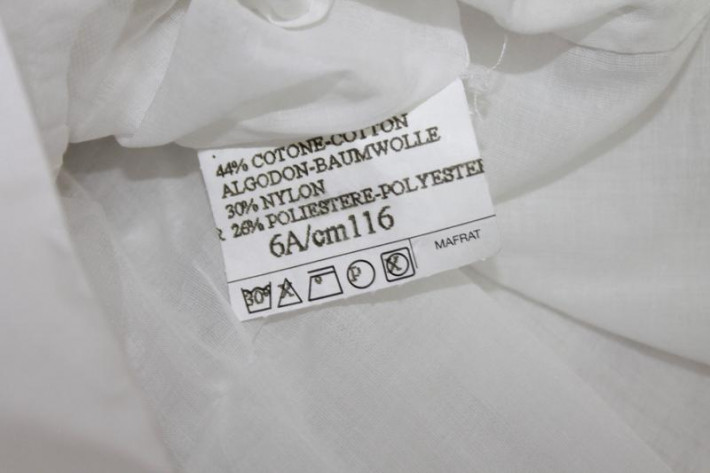 44% COTONE-COTTON
ALGODON-BAUMWOLLE
30% NYLON
26% POLIESTERE-POLYESTER
6A/cm116
MAFRAT
30° P